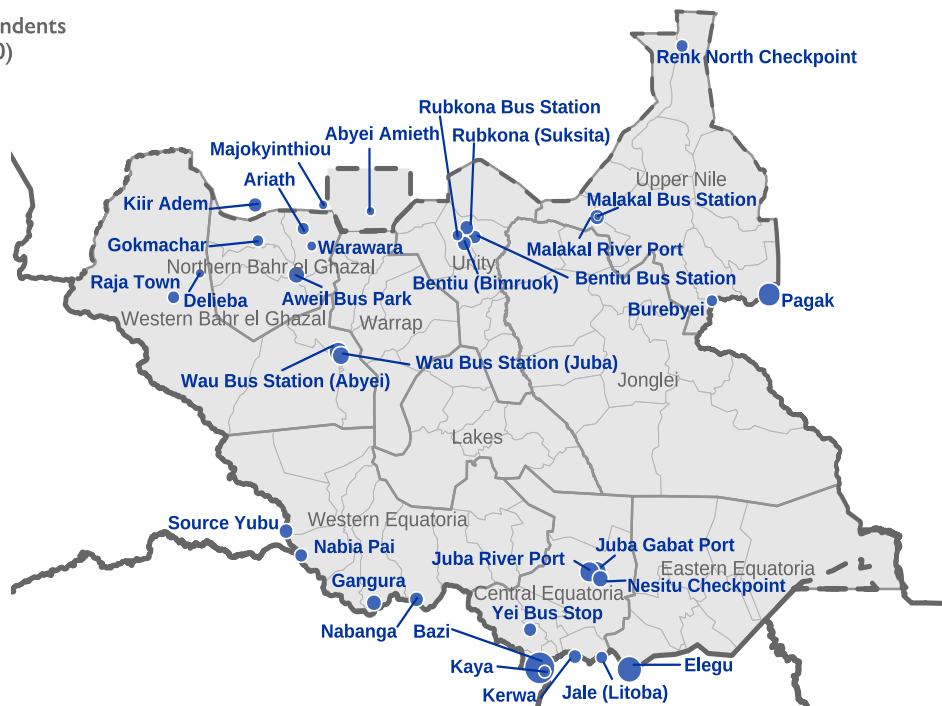 0)
Renk North Checkpoint
Rubkona Bus Station
Abyei Amieth
Rubkona (Suksita)
Majokyinthiou
Ariath
Upper Nile
Kiir Adem
Malakal Bus Station
Gokmachar
Warawara
Malakal River Port
Unity
Northern Bahr el Ghazal
Raja Town
Bentiu (Bimruok)
Bentiu Bus Station
Delieba
Aweil Bus Park
Pagak
Burebyei
Western Bahr el Ghazal
Warrap
Wau Bus Station (Juba)
Wau Bus Station (Abyei)
Jonglei
Lakes
Source Yubu
Western Equatoria
Nabia Pai
Juba Gabat Port
Juba River Port
Eastern Equatoria
Gangura
Nesitu Checkpoint
Central Equatoria
Yei Bus Stop
Nabanga
Bazi
Kaya
Elegu
Kerwa
Jale (Litoba)